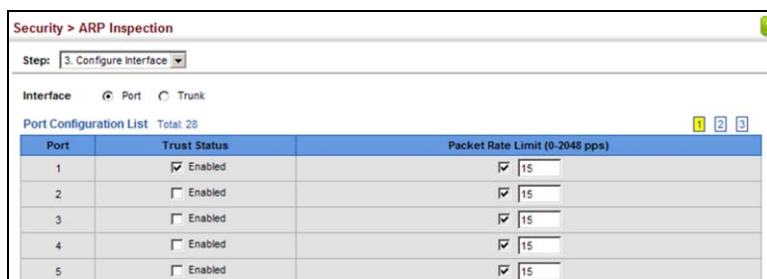 Security > ARP Inspection
Step: 3. Configure Interface
Interface Port Trunk
Port Configuration List Total: 28 1 2 3
Port Trust Status Packet Rate Limit (0-2048 pps)
1 Enabled 15
2 Enabled 15
3 Enabled 15
4 Enabled 15
5 Enabled 15